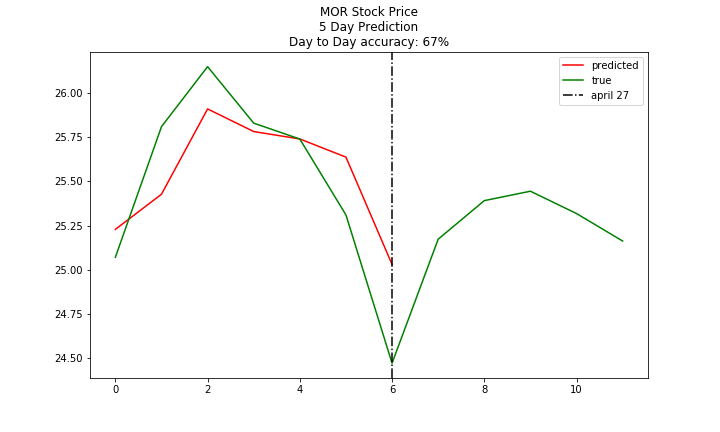 MOR Stock Price
5 Day Prediction
Day to Day accuracy: 67%
predicted
true
april 27
26.00
25.75
25.50
25.25
25.00
24.75
24.50
0 2 4 6 8 10